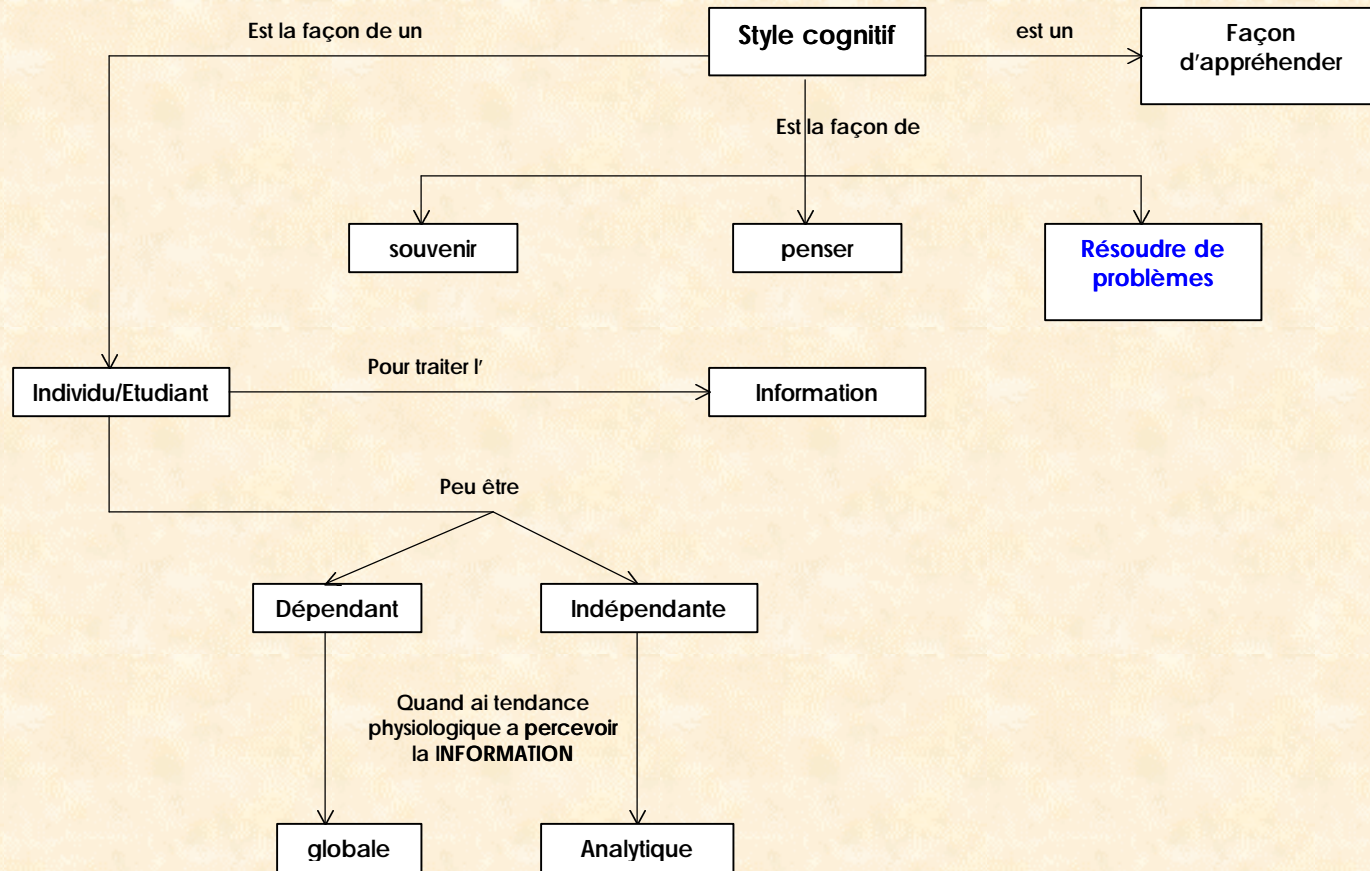 Est la façon de un
Style cognitif
est un
Façon
d'appréhender
Est la façon de
souvenir
penser
Résoudre de
problèmes
Pour traiter l'
Individu/Etudiant
Information
Peu être
Dépendant
Indépendante
Quand ai tendance
physiologique a percevoir
la INFORMATION
globale
Analytique